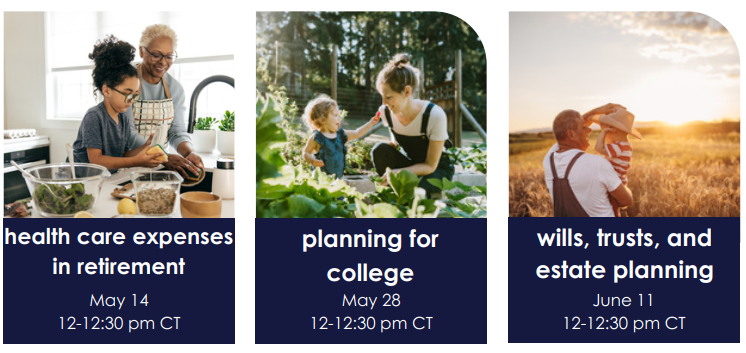 health care expenses
in retirement
May 14
12-12:30 pm CT
planning for
college
May 28
12-12:30 pm CT
wills, trusts, and
estate planning
June 11
12-12:30 pm CT